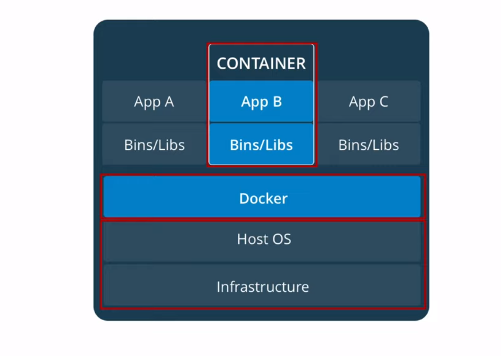 CONTAINER
App A App B App C
Bins/Libs Bins/Libs Bins/Libs
Docker
Host OS
Infrastructure